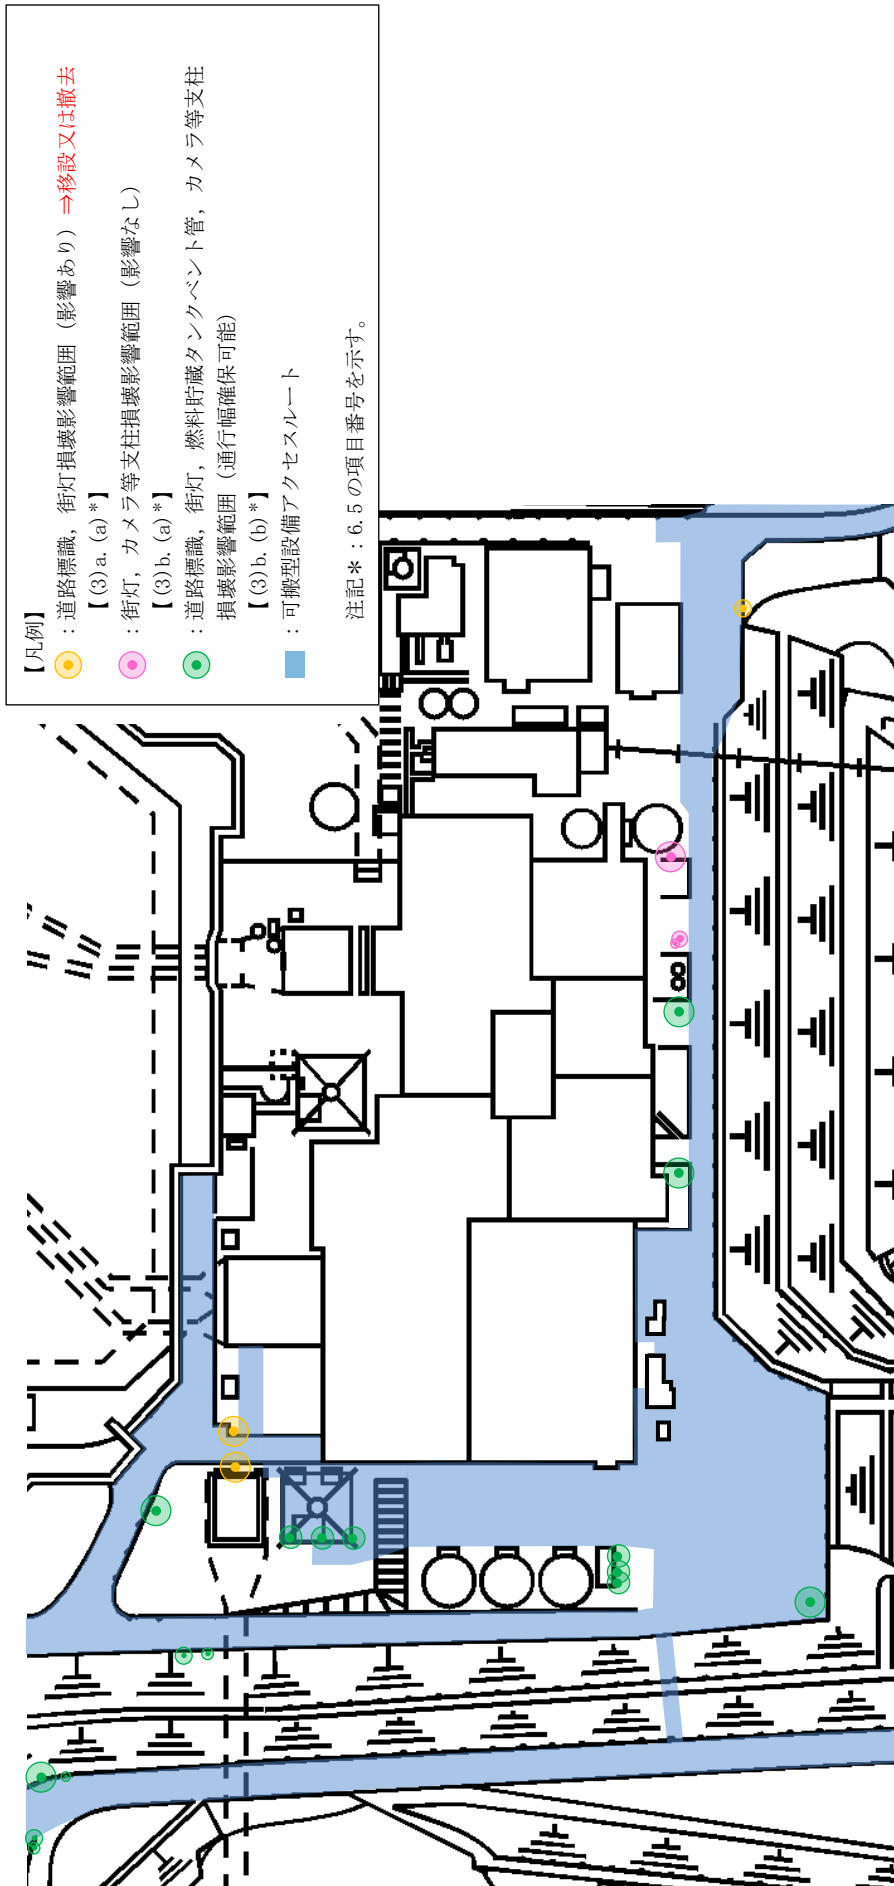 【凡例】
：道路標識，街灯損壊影響範囲（影響あり）⇒移設又は撤去
【(3)a.(a)*】
：街灯，カメラ等支柱損壊影響範囲（影響なし）
【(3)b.(a)*】
：道路標識，街灯，燃料貯蔵タンクベント管，カメラ等支柱
損壊影響範囲（通行幅確保可能）
【(3)b.(b)*】
：可搬型設備アクセスルート
注記＊：6.5の項目番号を示す。